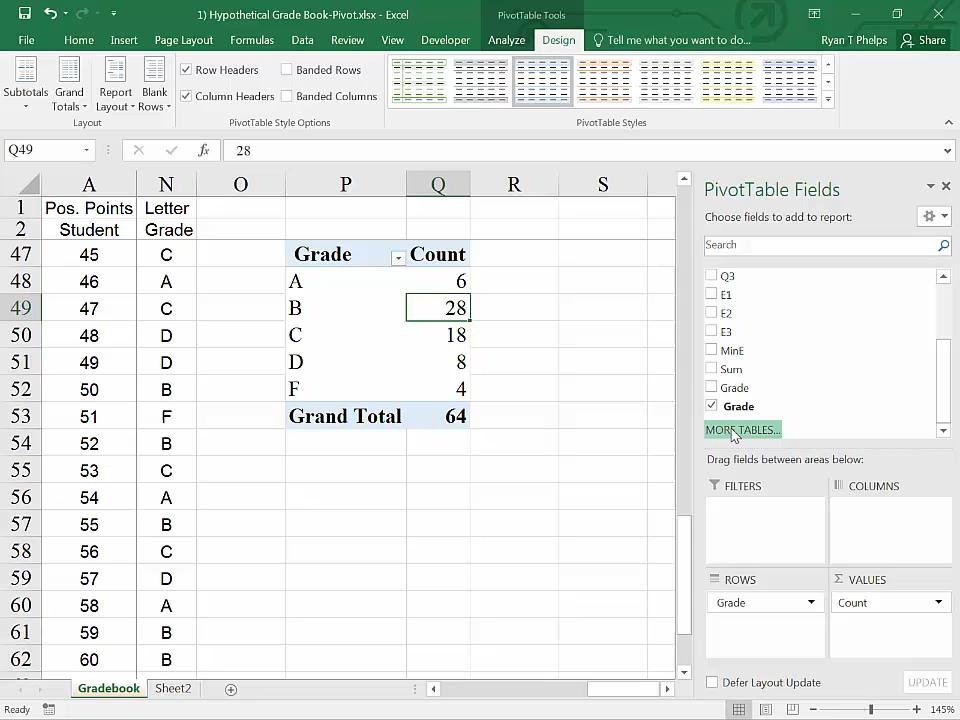 1) Hypothetical Grade Book-Pivot.xlsx - Excel
PivotTable Tools
File Home Insert Page Layout Formulas Data Review View Developer Analyze Design Tell me what you want to do... Ryan T Phelps Share
Subtotals
Grand Totals
Report Layout
Blank Rows
Layout
Row Headers
Banded Rows
Column Headers
Banded Columns
PivotTable Style Options
PivotTable Styles
Q49 fx 28
A N O P Q R S
1 Pos. Points Letter
2 Student Grade
47 45 C Grade Count
48 46 A A 6
49 47 C B 28
50 48 D C 18
51 49 D D 8
52 50 B F 4
53 51 F Grand Total 64
54 52 B
55 53 C
56 54 A
57 55 B
58 56 C
59 57 D
60 58 A
61 59 B
62 60 B
PivotTable Fields
Choose fields to add to report:
Search
Q3
E1
E2
E3
MinE
Sum
Grade
Grade
MORE TABLES...
Drag fields between areas below:
FILTERS
COLUMNS
ROWS
Σ VALUES
Grade
Count
Defer Layout Update
UPDATE
Gradebook Sheet2
Ready
145%